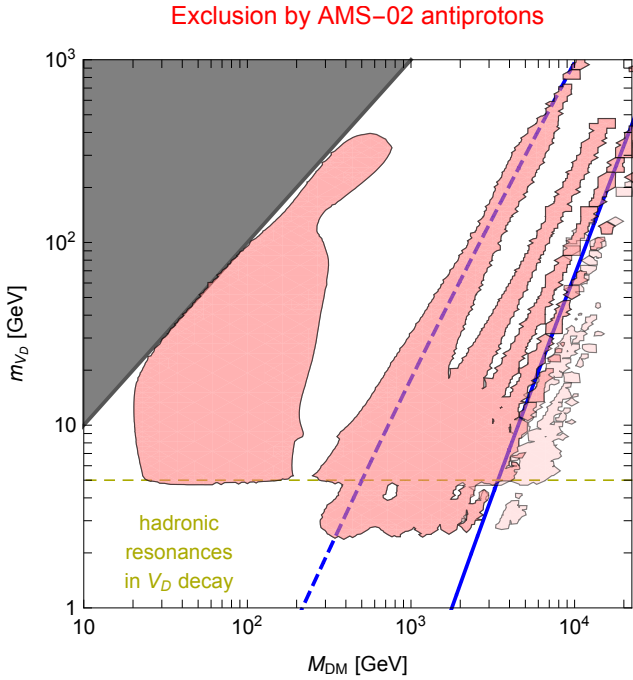 Exclusion by AMS−02 antiprotons
10³
10²
10
1
m_{V_D} [GeV]
hadronic
resonances
in V_D decay
10 10² 10³ 10⁴
M_DM [GeV]